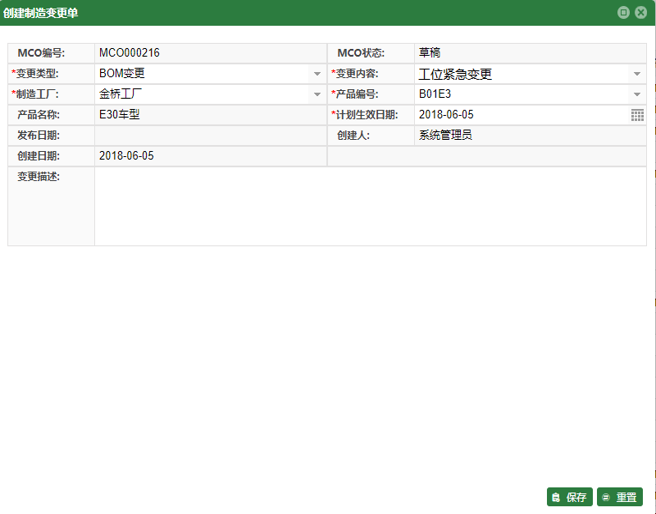 创建制造变更单
MCO编号: MCO000216 MCO状态: 草稿
*变更类型: BOM变更 *变更内容: 工位紧急变更
*制造工厂: 金桥工厂 *产品编号: B01E3
产品名称: E30车型 *计划生效日期: 2018-06-05
发布日期: 创建人: 系统管理员
创建日期: 2018-06-05
变更描述:
保存 重置